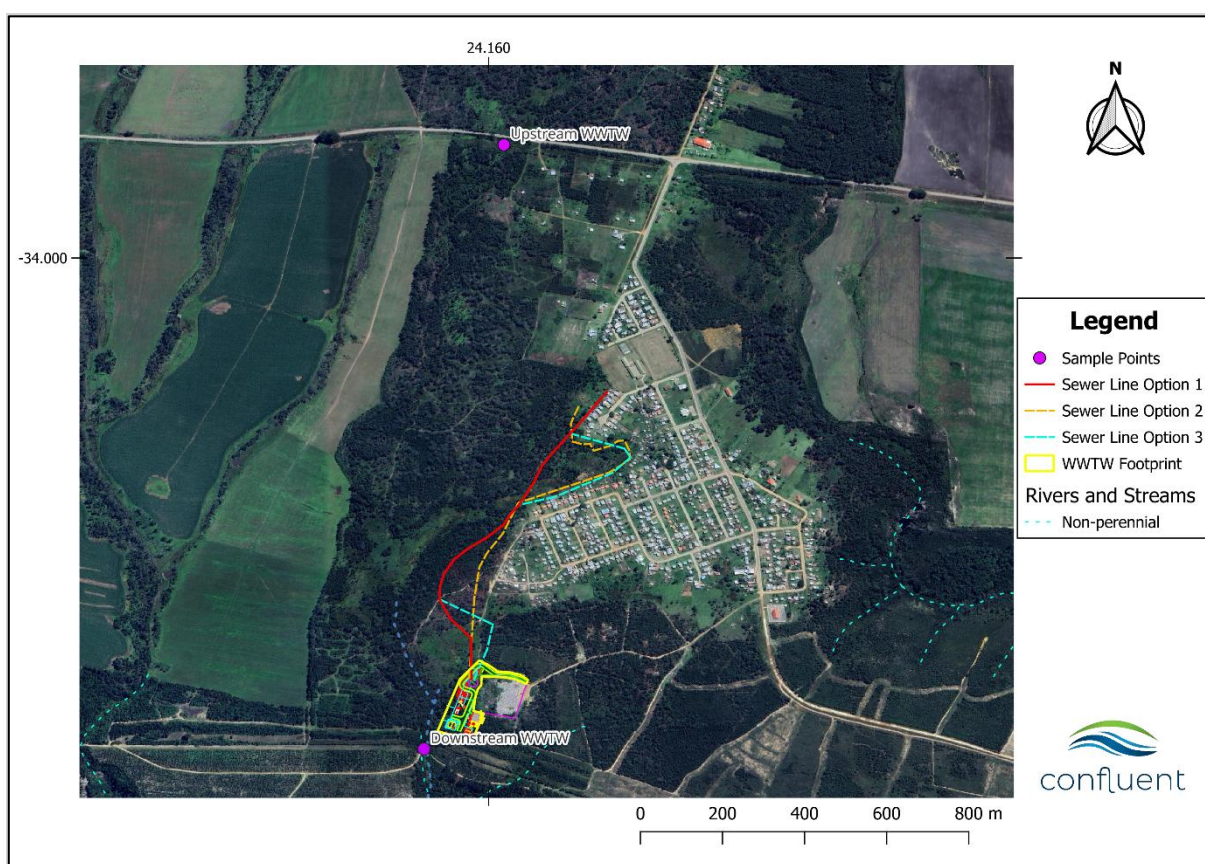 24.160
N
Upstream WWTW
-34.000
Legend
Sample Points
Sewer Line Option 1
Sewer Line Option 2
Sewer Line Option 3
WWTW Footprint
Rivers and Streams
Non-perennial
Downstream WWTW
confluent
0 200 400 600 800 m